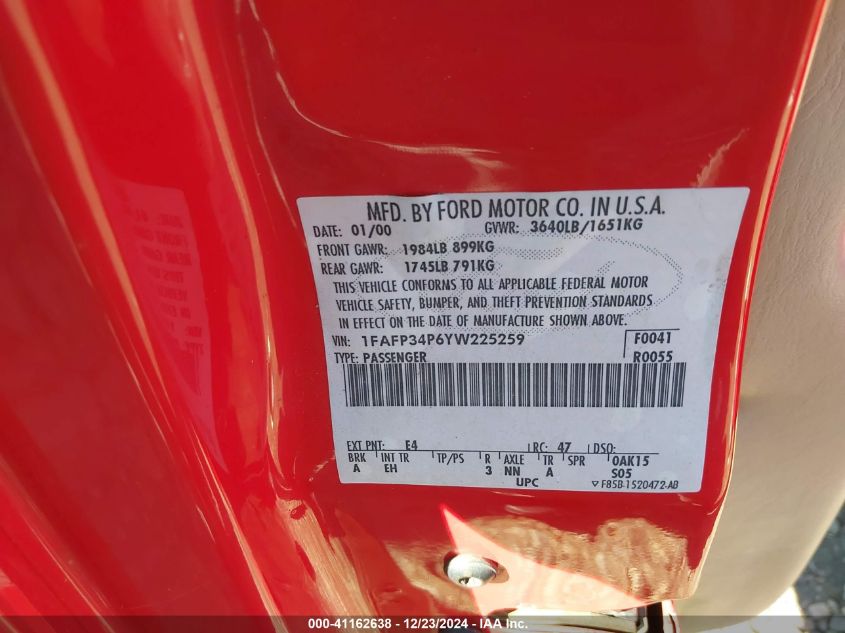 MFD. BY FORD MOTOR CO. IN U.S.A.
DATE: 01/00 GVWR: 3640LB/1651KG
FRONT GAWR: 1984LB 899KG
REAR GAWR: 1745LB 791KG
THIS VEHICLE CONFORMS TO ALL APPLICABLE FEDERAL MOTOR
VEHICLE SAFETY, BUMPER, AND THEFT PREVENTION STANDARDS
IN EFFECT ON THE DATE OF MANUFACTURE SHOWN ABOVE.
VIN: 1FAFP34P6YW225259 F0041
TYPE: PASSENGER R0055
EXT PNT: E4 RC: 47 DSO:
BRK INT TR TP/PS R AXLE TR SPR 0AK15
A EH 3 NN A S05
UPC F85B-1520472-AB
000-41162638 - 12/23/2024 - IAA Inc.